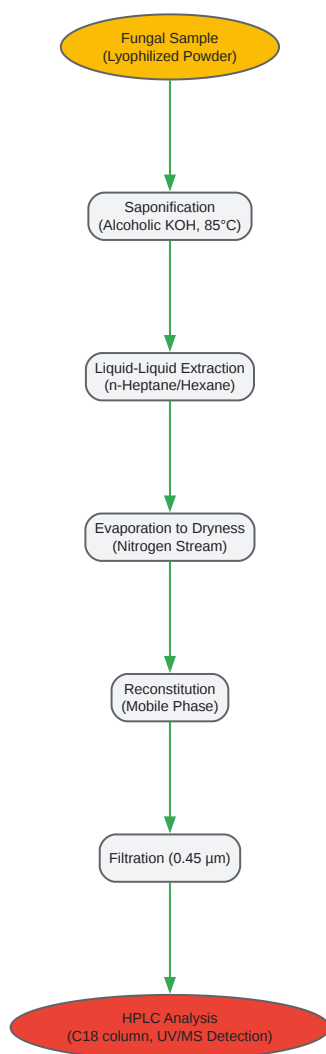 Fungal Sample
(Lyophilized Powder)
Saponification
(Alcoholic KOH, 85°C)
Liquid-Liquid Extraction
(n-Heptane/Hexane)
Evaporation to Dryness
(Nitrogen Stream)
Reconstitution
(Mobile Phase)
Filtration (0.45 µm)
HPLC Analysis
(C18 column, UV/MS Detection)